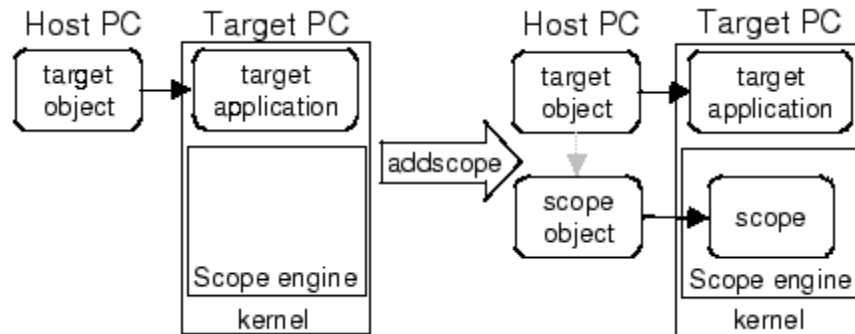 Host PC
Target PC
target
object
target
application
Scope engine
kernel
addscope
Host PC
Target PC
target
object
target
application
scope
object
scope
Scope engine
kernel